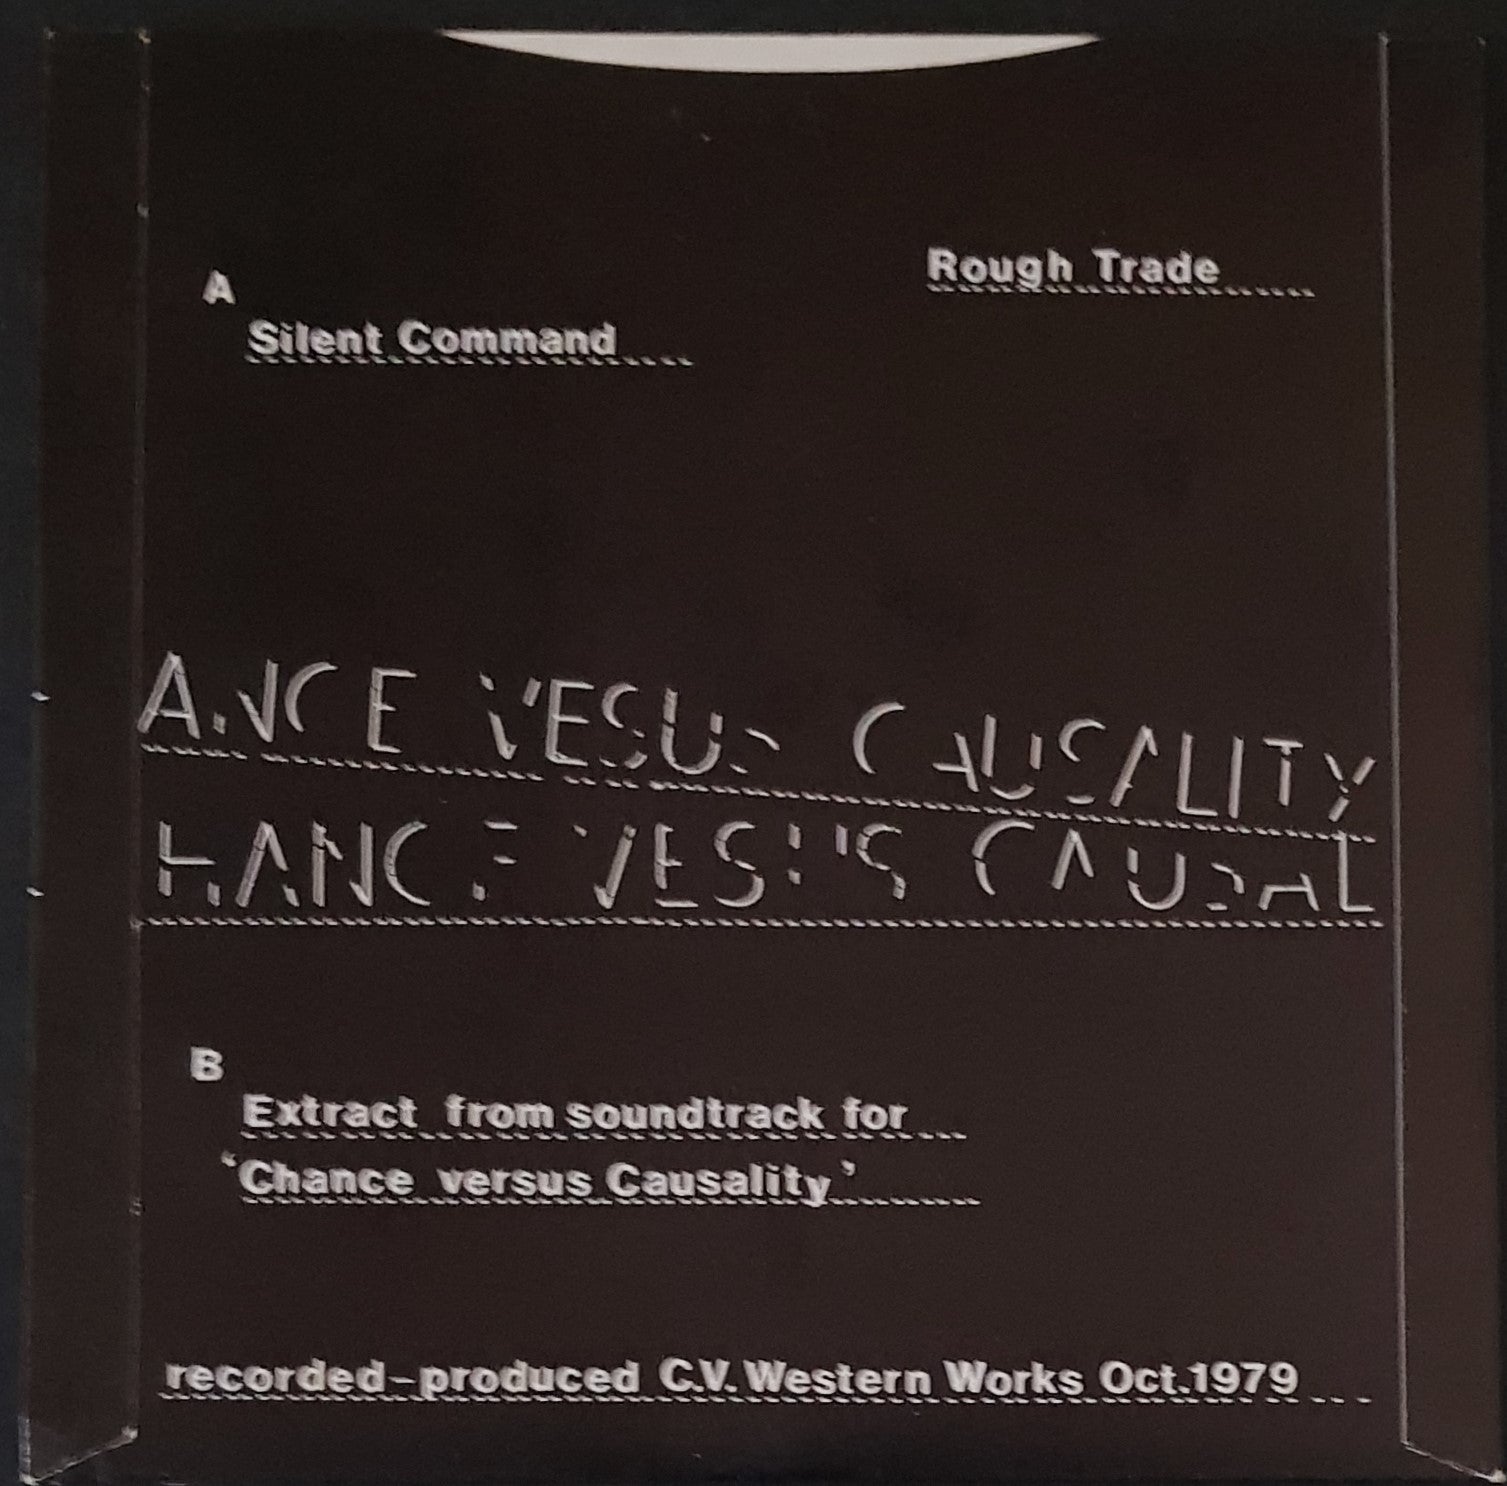 Rough Trade......
A
Silent Command....
ANCE VESUS CAUSALITY
HANCE VESUS CAUSAL
B
Extract from soundtrack for...
‘Chance versus Causality’.......
recorded-produced C.V. Western Works Oct.1979...